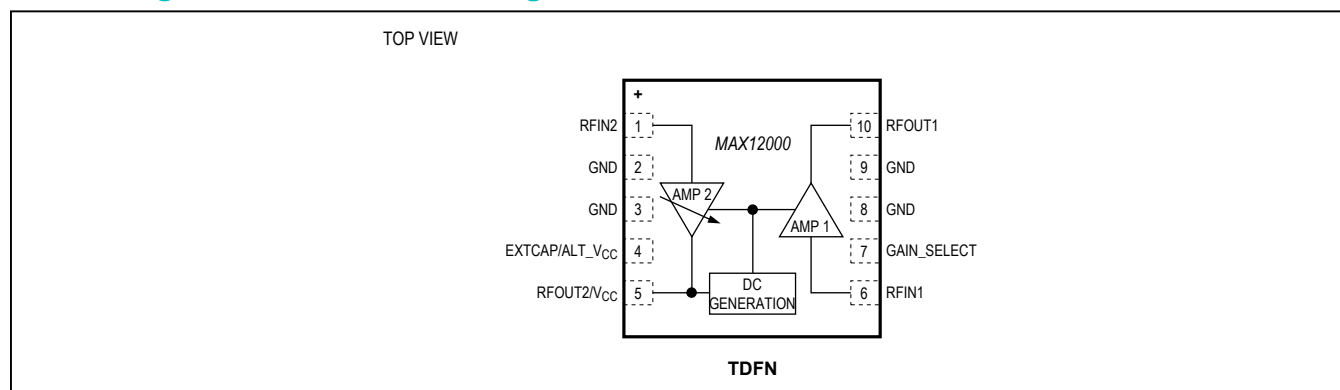 TOP VIEW
+
RFIN2 1
10 RFOUT1
MAX12000
GND 2
9 GND
AMP 2
GND 3
8 GND
AMP 1
EXTCAP/ALT_VCC 4
7 GAIN_SELECT
RFOUT2/VCC 5
DC
GENERATION
6 RFIN1
TDFN